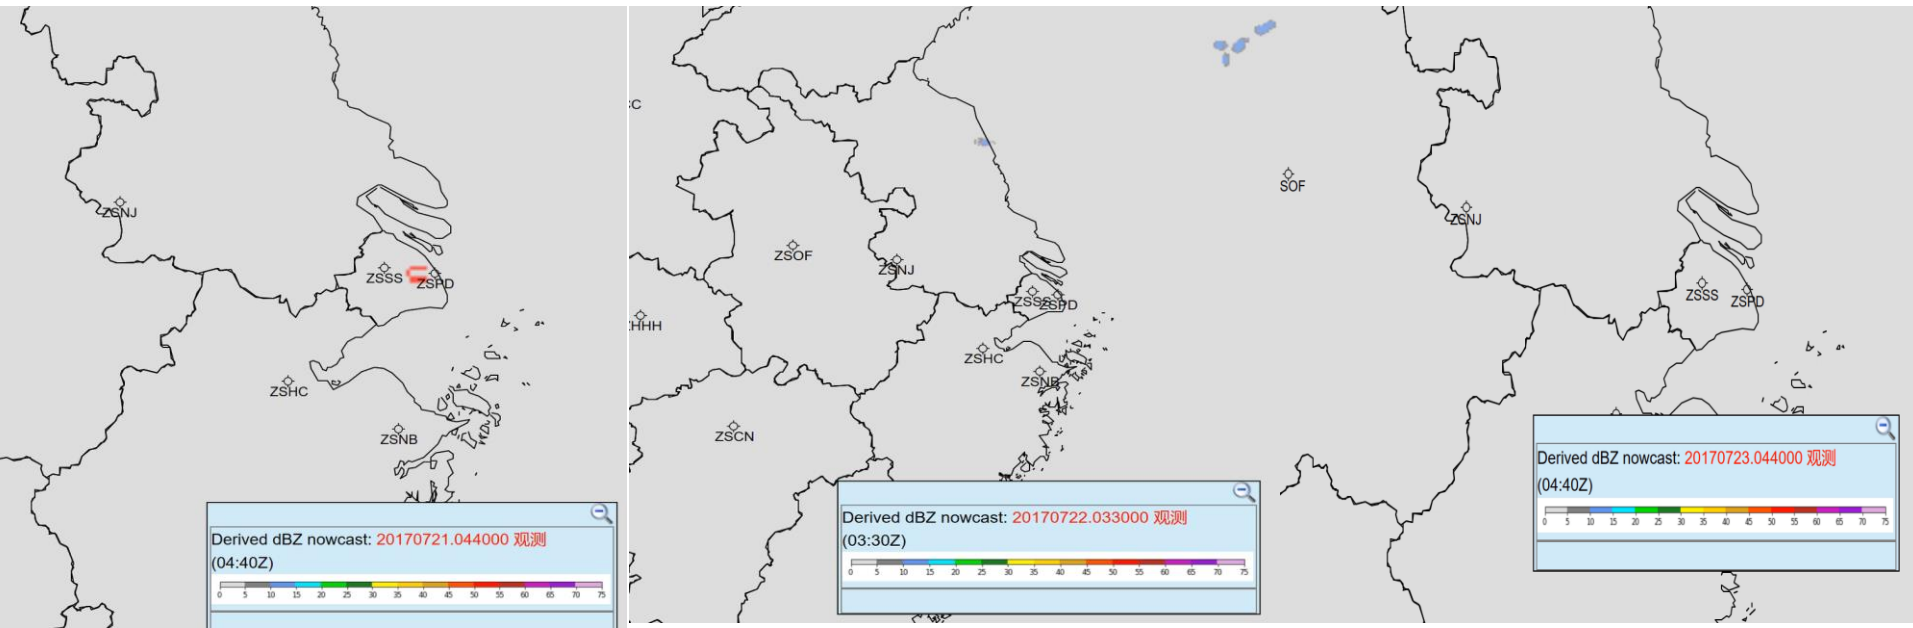 ZSNJ
ZSSS
ZSPD
ZSHC
ZSNB
Derived dBZ nowcast: 20170721.044000 观测
(04:40Z)
0 5 10 15 20 25 30 35 40 45 50 55 60 65 70 75
:C
ZSOF
ZSNJ
ZSSS
ZSPD
ZHHH
ZSHC
ZSNB
ZSCN
Derived dBZ nowcast: 20170722.033000 观测
(03:30Z)
0 5 10 15 20 25 30 35 40 45 50 55 60 65 70 75
SOF
ZSNJ
ZSSS
ZSPD
Derived dBZ nowcast: 20170723.044000 观测
(04:40Z)
0 5 10 15 20 25 30 35 40 45 50 55 60 65 70 75